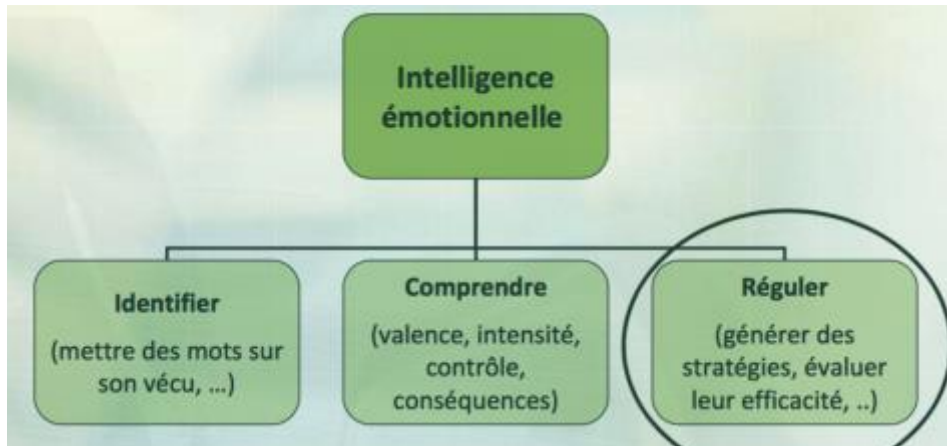 Intelligence
émotionnelle
Identifier
(mettre des mots sur
son vécu, ...)
Comprendre
(valence, intensité,
contrôle,
conséquences)
Réguler
(générer des
stratégies, évaluer
leur efficacité, ..)